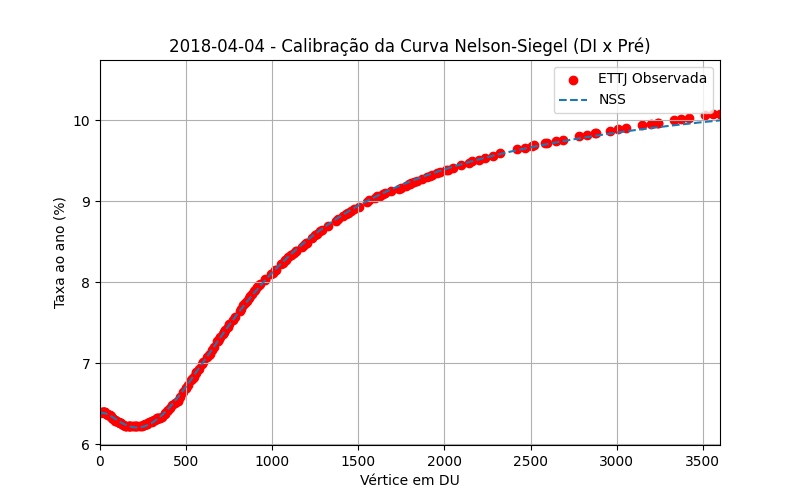 2018-04-04 - Calibração da Curva Nelson-Siegel (DI x Pré)
ETTJ Observada
NSS
Taxa ao ano (%)
10
9
8
7
6
0 500 1000 1500 2000 2500 3000 3500
Vértice em DU